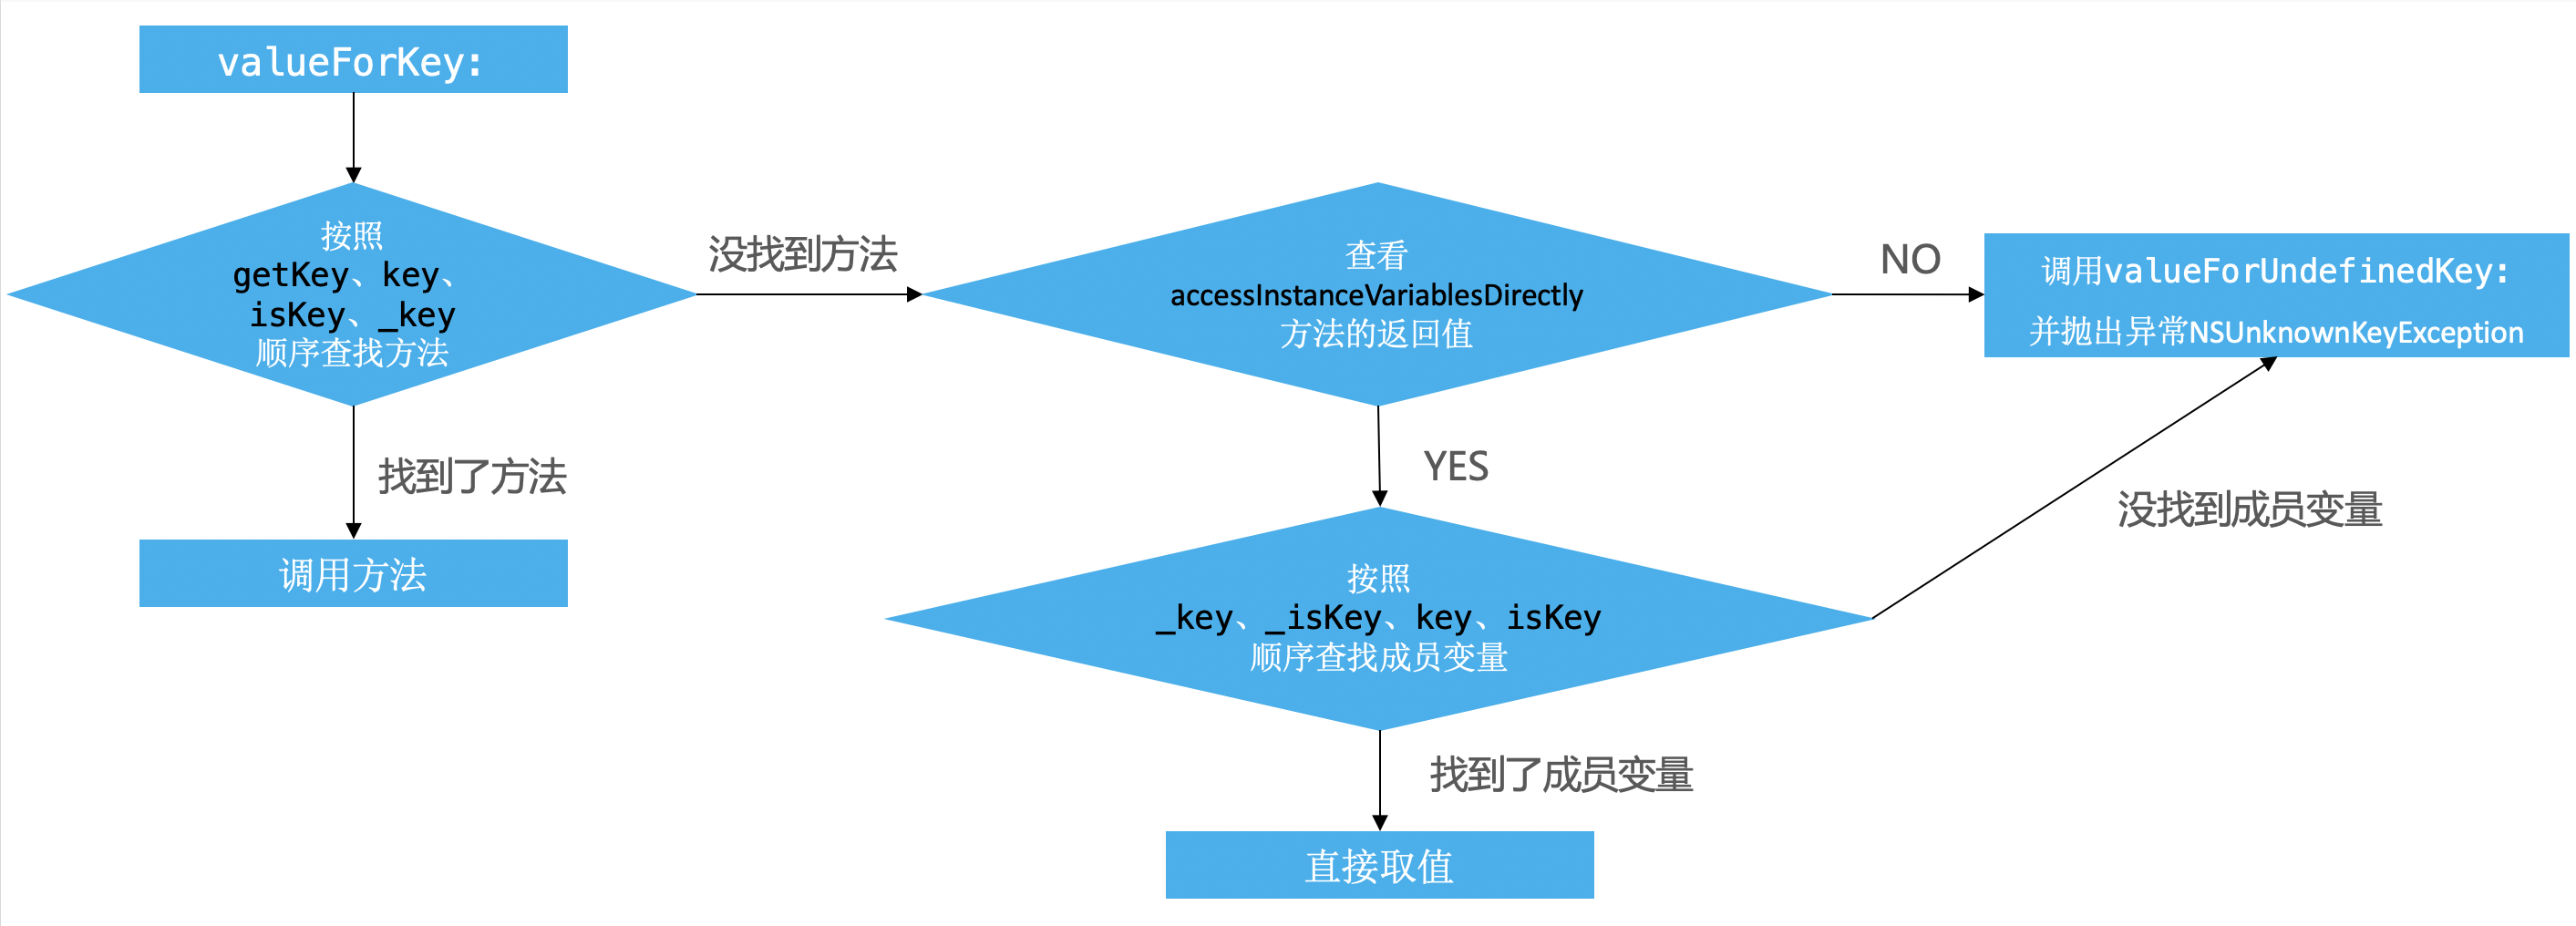 valueForKey:
按照
getKey、key、
isKey、_key
顺序查找方法
没找到方法
找到了方法
调用方法
查看
accessInstanceVariablesDirectly
方法的返回值
NO
调用valueForUndefinedKey:
并抛出异常NSUnknownKeyException
YES
按照
_key、_isKey、key、isKey
顺序查找成员变量
没找到成员变量
找到了成员变量
直接取值